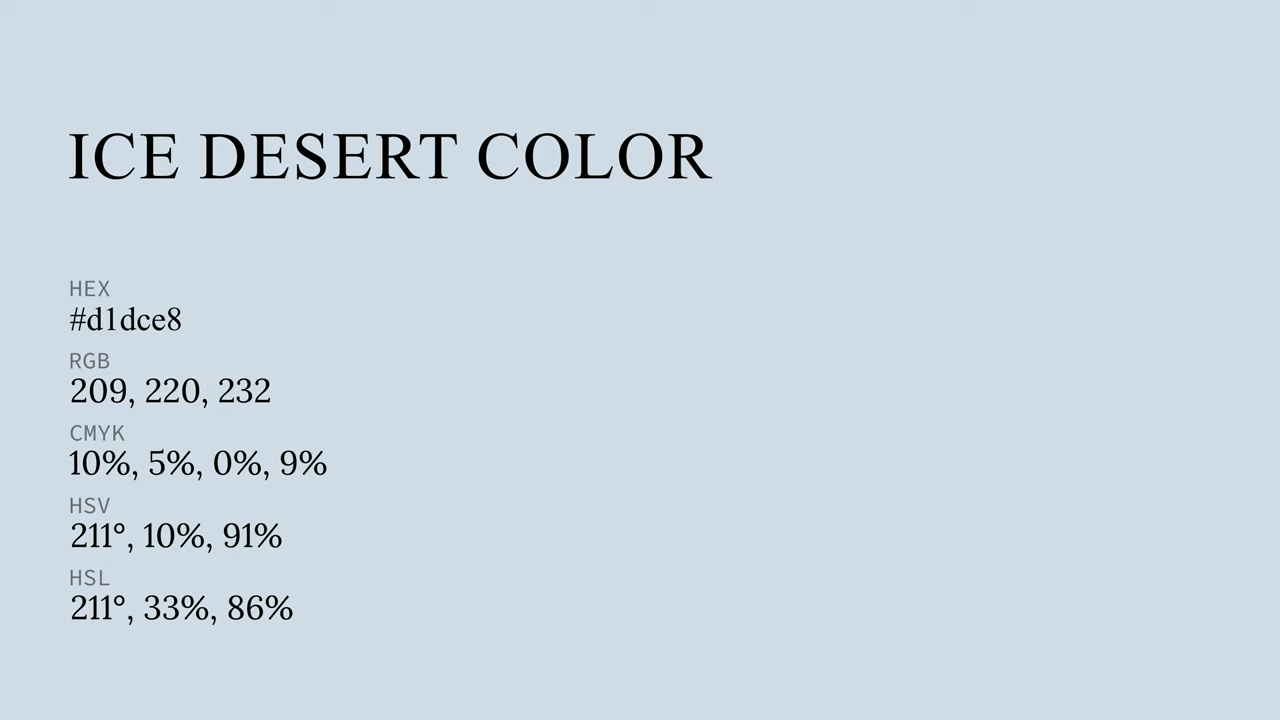 ICE DESERT COLOR
HEX
#d1dce8
RGB
209, 220, 232
CMYK
10%, 5%, 0%, 9%
HSV
211°, 10%, 91%
HSL
211°, 33%, 86%